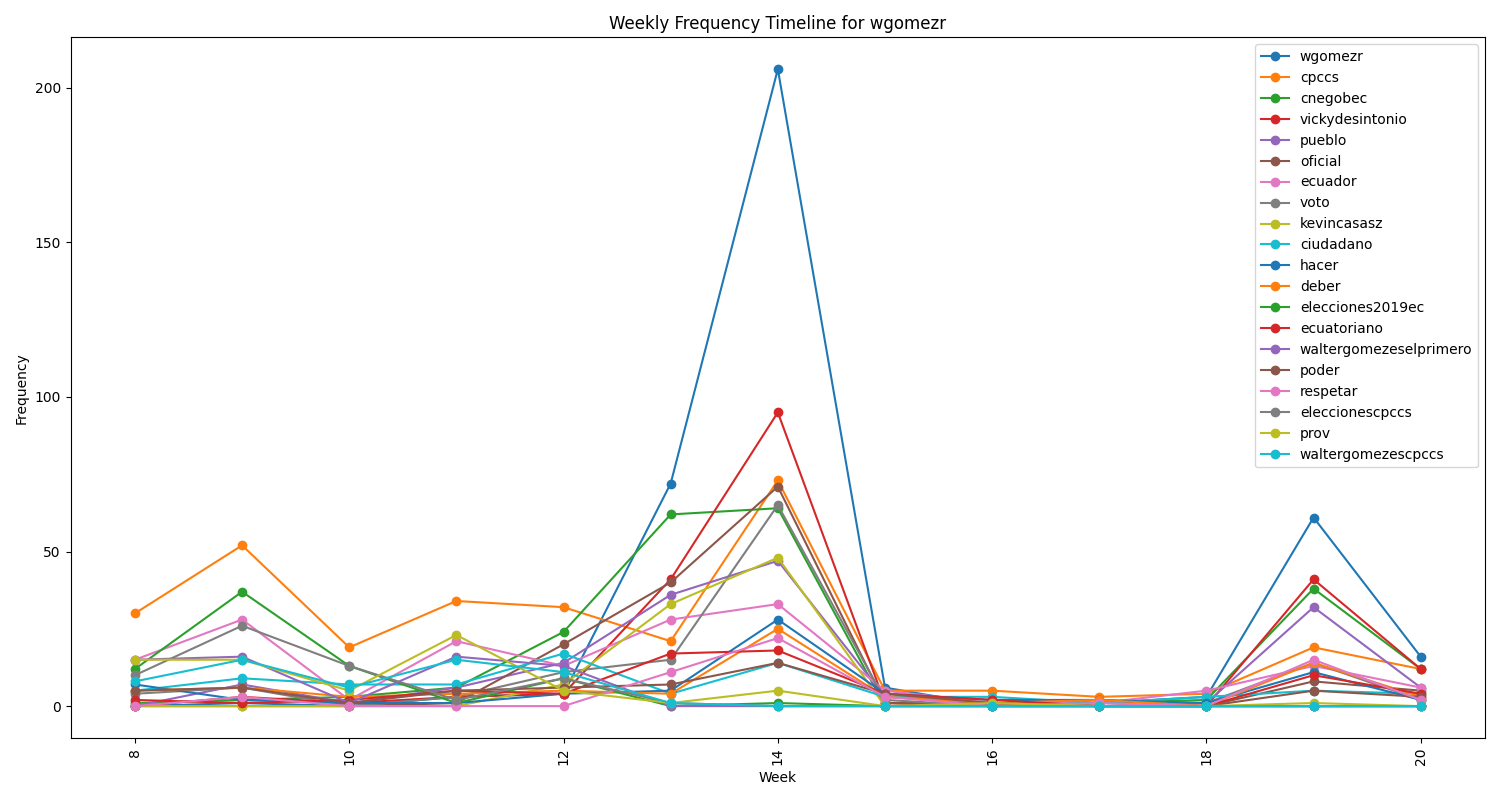 Weekly Frequency Timeline for wgomezr
200
150
100
50
0
Frequency
8
10
12
14
16
18
20
Week
wgomezr
cpccs
cnegobec
vickydesintonio
pueblo
oficial
ecuador
voto
kevincasasz
ciudadano
hacer
deber
elecciones2019ec
ecuatoriano
waltergomezeselprimero
poder
respetar
eleccionescpccs
prov
waltergomezescpccs